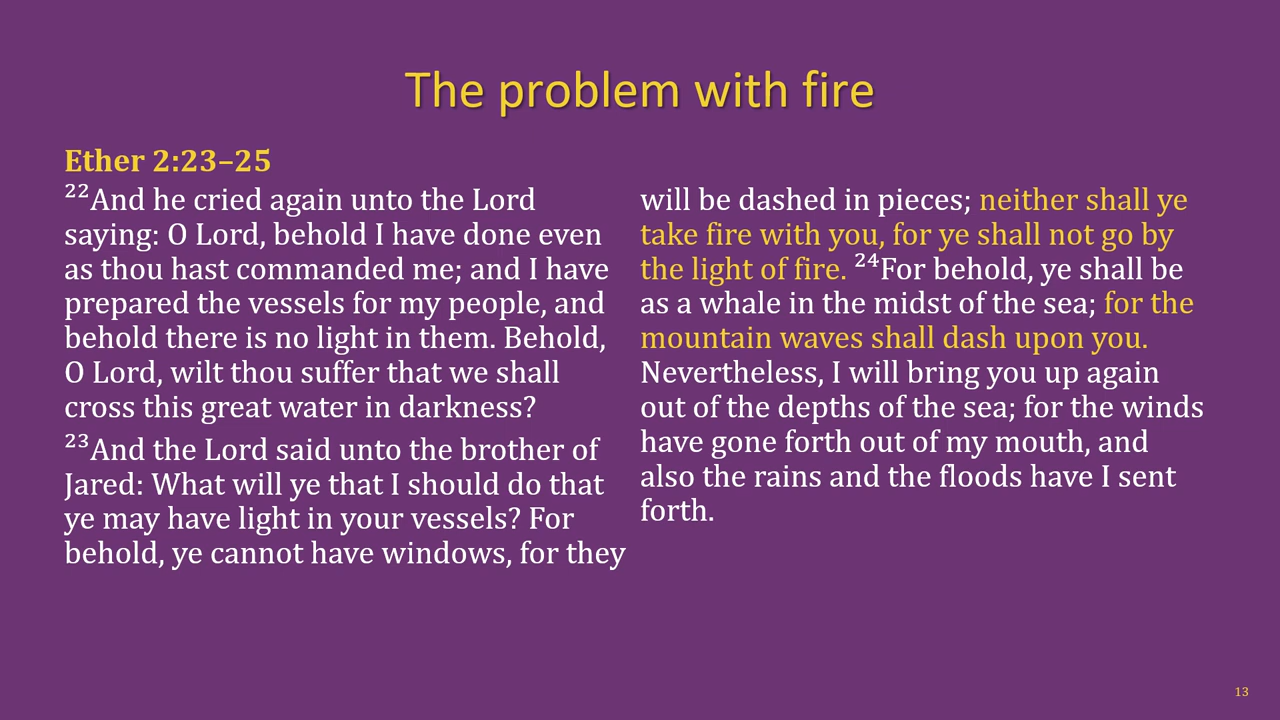 The problem with fire
Ether 2:23–25
²²And he cried again unto the Lord
saying: O Lord, behold I have done even
as thou hast commanded me; and I have
prepared the vessels for my people, and
behold there is no light in them. Behold,
O Lord, wilt thou suffer that we shall
cross this great water in darkness?
²³And the Lord said unto the brother of
Jared: What will ye that I should do that
ye may have light in your vessels? For
behold, ye cannot have windows, for they
will be dashed in pieces; neither shall ye
take fire with you, for ye shall not go by
the light of fire. ²⁴For behold, ye shall be
as a whale in the midst of the sea; for the
mountain waves shall dash upon you.
Nevertheless, I will bring you up again
out of the depths of the sea; for the winds
have gone forth out of my mouth, and
also the rains and the floods have I sent
forth.
13